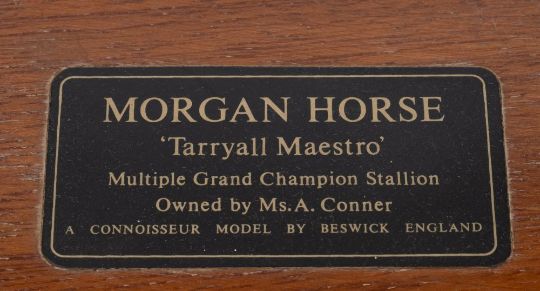 MORGAN HORSE
'Tarryall Maestro'
Multiple Grand Champion Stallion
Owned by Ms. A. Conner
A CONNOISSEUR MODEL BY BESWICK ENGLAND